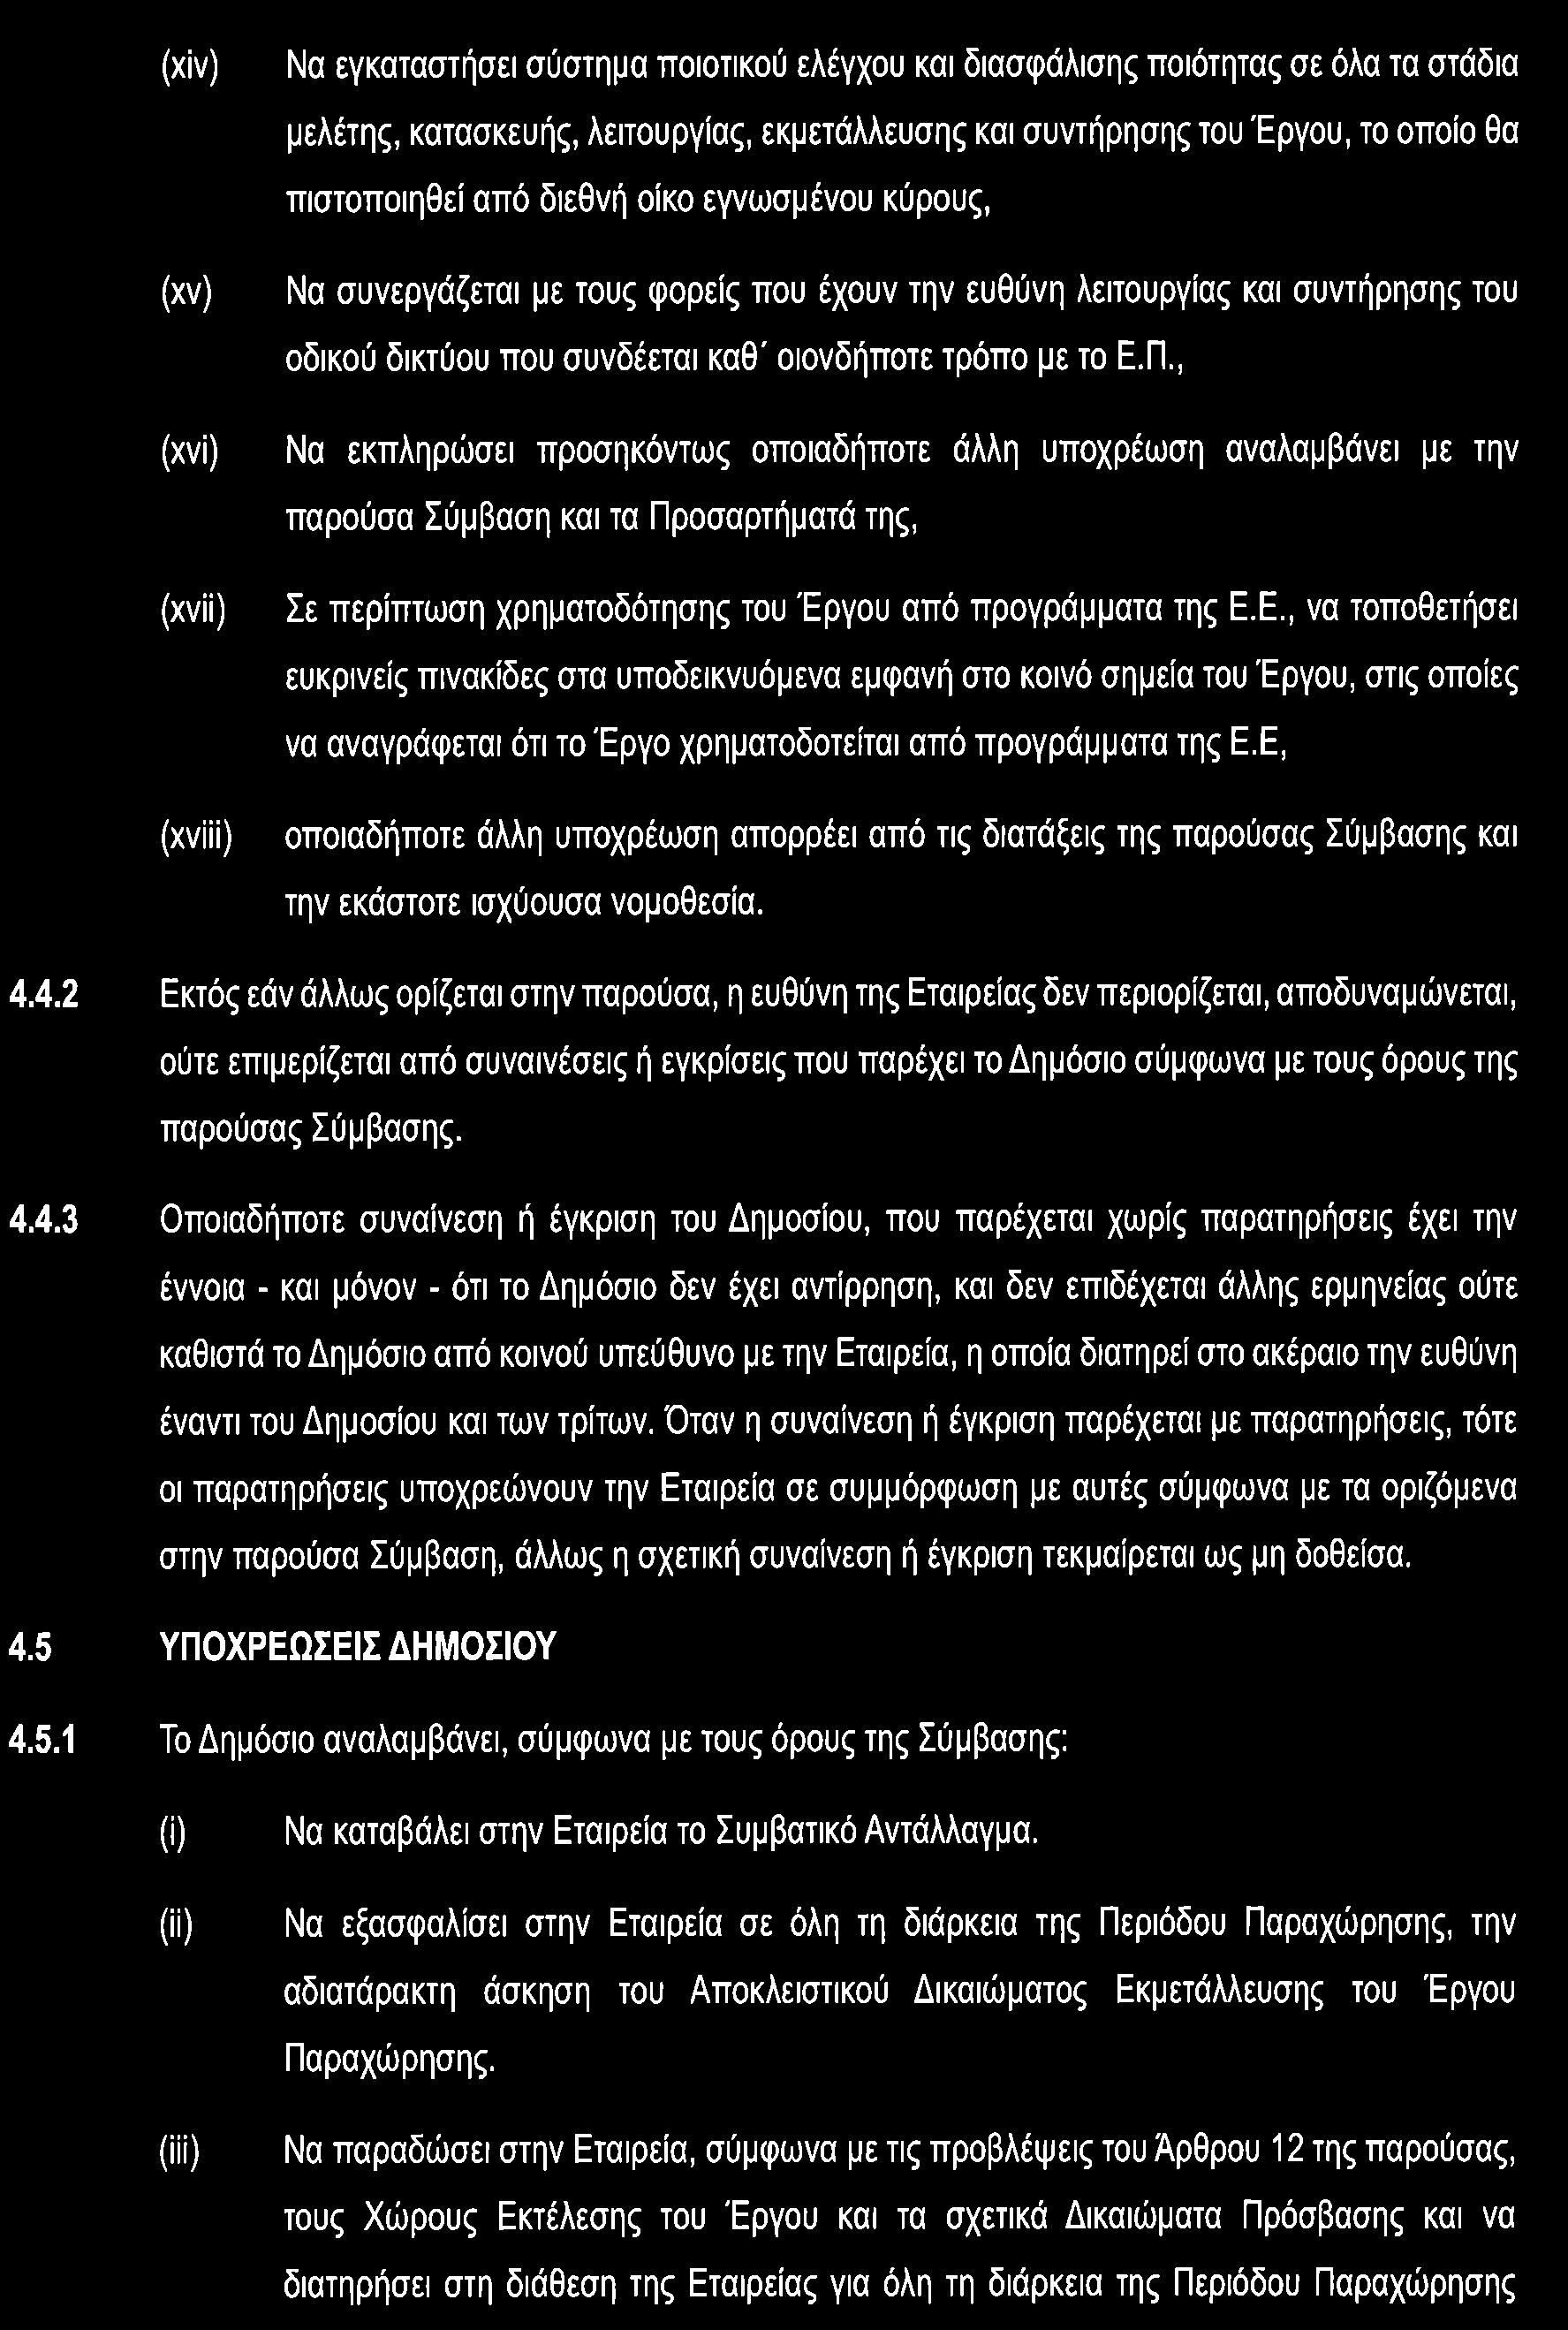 (xiv) Να εγκαταστήσει σύστημα ποιοτικού ελέγχου και διασφάλισης ποιότητας σε όλα τα στάδια
μελέτης, κατασκευής, λειτουργίας, εκμετάλλευσης και συντήρησης του Έργου, το οποίο θα
πιστοποιηθεί από διεθνή οίκο εγνωσμένου κύρους,
(xv) Να συνεργάζεται με τους φορείς που έχουν την ευθύνη λειτουργίας και συντήρησης του
οδικού δικτύου που συνδέεται καθ΄ οιονδήποτε τρόπο με το Ε.Π.,
(xvi) Να εκπληρώσει προσηκόντως οποιαδήποτε άλλη υποχρέωση αναλαμβάνει με την
παρούσα Σύμβαση και τα Προσαρτήματά της,
(xvii) Σε περίπτωση χρηματοδότησης του Έργου από προγράμματα της Ε.Ε., να τοποθετήσει
ευκρινείς πινακίδες στα υποδεικνυόμενα εμφανή στο κοινό σημεία του Έργου, στις οποίες
να αναγράφεται ότι το Έργο χρηματοδοτείται από προγράμματα της Ε.Ε,
(xviii) οποιαδήποτε άλλη υποχρέωση απορρέει από τις διατάξεις της παρούσας Σύμβασης και
την εκάστοτε ισχύουσα νομοθεσία.
4.4.2 Εκτός εάν άλλως ορίζεται στην παρούσα, η ευθύνη της Εταιρείας δεν περιορίζεται, αποδυναμώνεται,
ούτε επιμερίζεται από συναινέσεις ή εγκρίσεις που παρέχει το Δημόσιο σύμφωνα με τους όρους της
παρούσας Σύμβασης.
4.4.3 Οποιαδήποτε συναίνεση ή έγκριση του Δημοσίου, που παρέχεται χωρίς παρατηρήσεις έχει την
έννοια - και μόνον - ότι το Δημόσιο δεν έχει αντίρρηση, και δεν επιδέχεται άλλης ερμηνείας ούτε
καθιστά το Δημόσιο από κοινού υπεύθυνο με την Εταιρεία, η οποία διατηρεί στο ακέραιο την ευθύνη
έναντι του Δημοσίου και των τρίτων. Όταν η συναίνεση ή έγκριση παρέχεται με παρατηρήσεις, τότε
οι παρατηρήσεις υποχρεώνουν την Εταιρεία σε συμμόρφωση με αυτές σύμφωνα με τα οριζόμενα
στην παρούσα Σύμβαση, άλλως η σχετική συναίνεση ή έγκριση τεκμαίρεται ως μη δοθείσα.
4.5 ΥΠΟΧΡΕΩΣΕΙΣ ΔΗΜΟΣΙΟΥ
4.5.1 Το Δημόσιο αναλαμβάνει, σύμφωνα με τους όρους της Σύμβασης:
(i) Να καταβάλει στην Εταιρεία το Συμβατικό Αντάλλαγμα.
(ii) Να εξασφαλίσει στην Εταιρεία σε όλη τη διάρκεια της Περιόδου Παραχώρησης, την
αδιατάρακτη άσκηση του Αποκλειστικού Δικαιώματος Εκμετάλλευσης του Έργου
Παραχώρησης.
(iii) Να παραδώσει στην Εταιρεία, σύμφωνα με τις προβλέψεις του Άρθρου 12 της παρούσας,
τους Χώρους Εκτέλεσης του Έργου και τα σχετικά Δικαιώματα Πρόσβασης και να
διατηρήσει στη διάθεση της Εταιρείας για όλη τη διάρκεια της Περιόδου Παραχώρησης